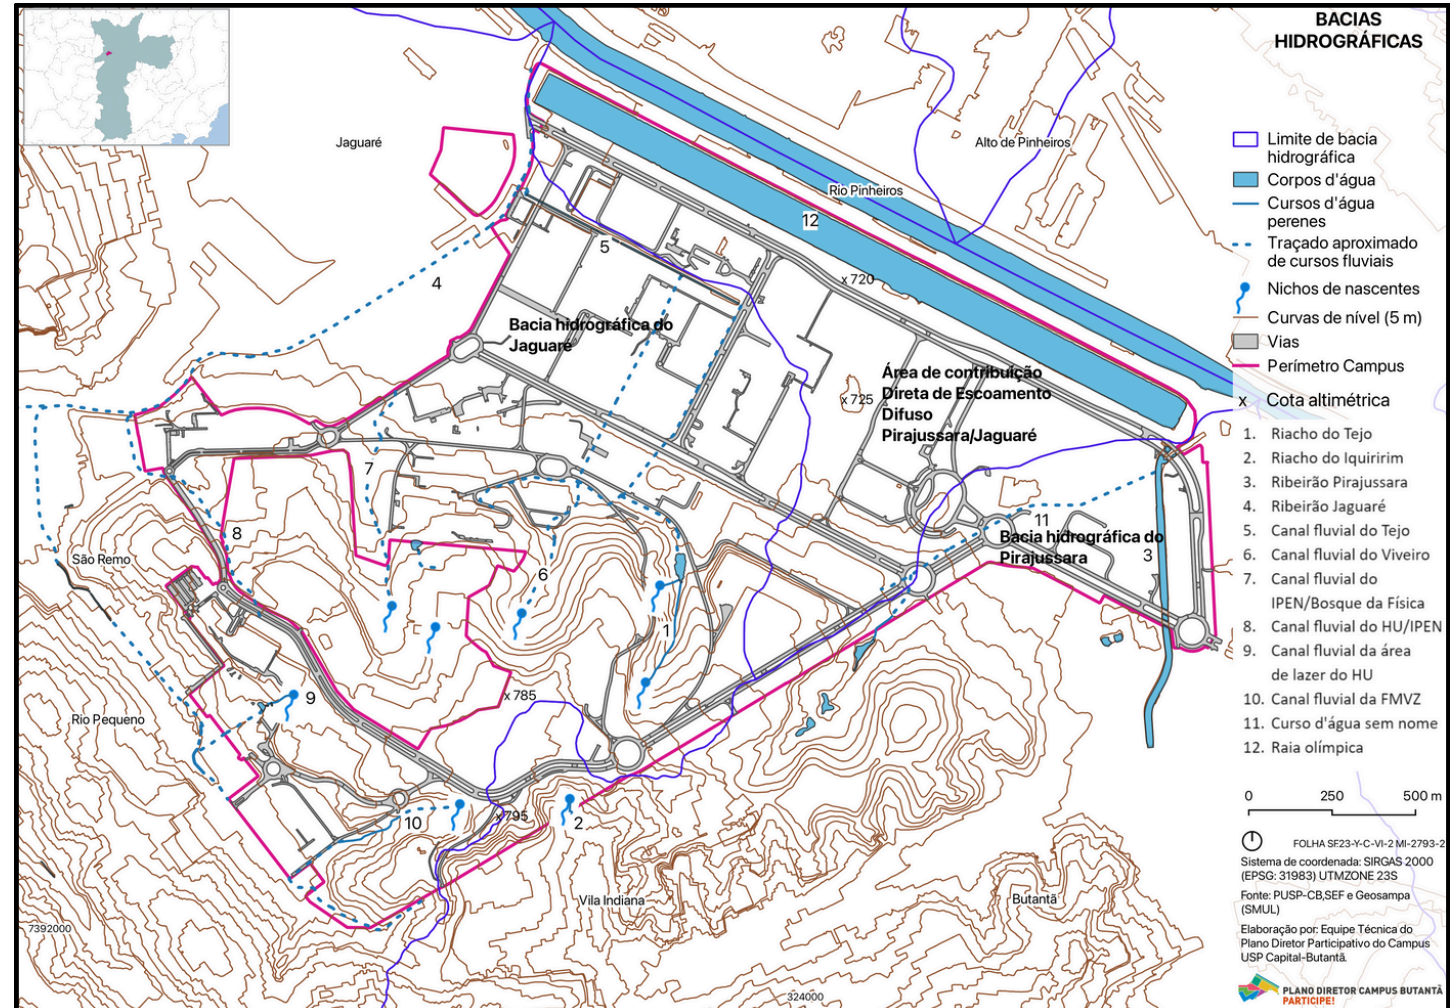 BACIAS
HIDROGRÁFICAS
Limite de bacia
hidrográfica
Corpos d'água
Cursos d'água
perenes
Traçado aproximado
de cursos fluviais
Nichos de nascentes
Curvas de nível (5 m)
Vias
Perímetro Campus
x Cota altimétrica
1. Riacho do Tejo
2. Riacho do Iquiririm
3. Ribeirão Pirajussara
4. Ribeirão Jaguaré
5. Canal fluvial do Tejo
6. Canal fluvial do Viveiro
7. Canal fluvial do
IPEN/Bosque da Física
8. Canal fluvial do HU/IPEN
9. Canal fluvial da área
de lazer do HU
10. Canal fluvial da FMVZ
11. Curso d'água sem nome
12. Raia olímpica
0 250 500 m
FOLHA SF23-Y-C-VI-2 MI-2793-2
Sistema de coordenada: SIRGAS 2000
(EPSG: 31983) UTMZONE 23S
Fonte: PUSP-CB,SEF e Geosampa
(SMUL)
Elaboração por: Equipe Técnica do
Plano Diretor Participativo do Campus
USP Capital-Butantã.
PLANO DIRETOR CAMPUS BUTANTÃ
PARTICIPE!
Jaguaré
Alto de Pinheiros
Rio Pinheiros
12
5
4
x 720
Bacia hidrográfica do
Jaguare
Área de contribuição
Direta de Escoamento
Difuso
Pirajussara/Jaguaré
x 725
7
11
Bacia hidrográfica do
Pirajussara
3
8
São Remo
6
1
9
x 785
Rio Pequeno
10
x 795
2
Vila Indiana
Butantã
7392000
324000